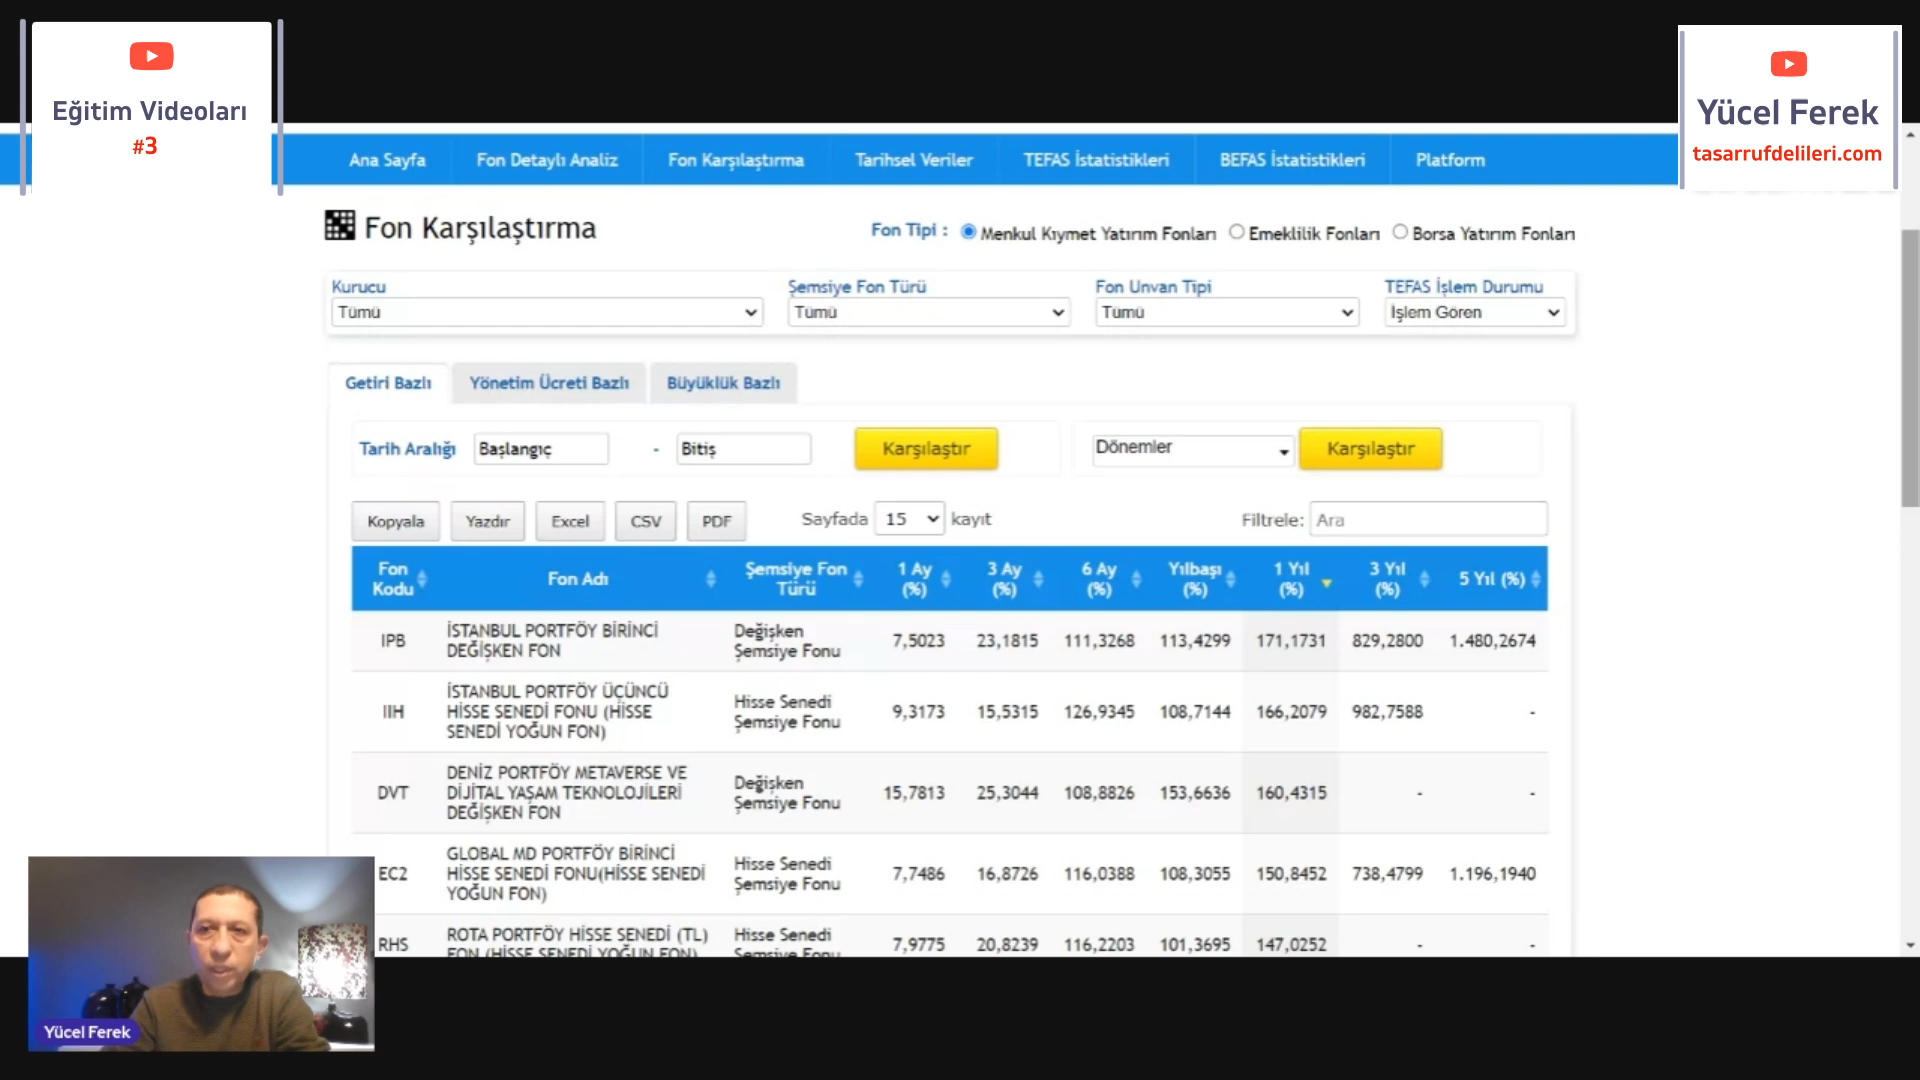 Eğitim Videoları
#3
Yücel Ferek
tasarrufdelileri.com
Ana Sayfa Fon Detaylı Analiz Fon Karşılaştırma Tarihsel Veriler TEFAS İstatistikleri BEFAS İstatistikleri Platform
Fon Karşılaştırma
Fon Tipi : Menkul Kıymet Yatırım Fonları Emeklilik Fonları Borsa Yatırım Fonları
Kurucu Şemsiye Fon Türü Fon Unvan Tipi TEFAS İşlem Durumu
Tümü Tümü Tümü İşlem Gören
Getiri Bazlı Yönetim Ücreti Bazlı Büyüklük Bazlı
Tarih Aralığı Başlangıç - Bitiş Karşılaştır Dönemler Karşılaştır
Kopyala Yazdır Excel CSV PDF Sayfada 15 kayıt Filtrele: Ara
Fon Kodu Fon Adı Şemsiye Fon Türü 1 Ay (%) 3 Ay (%) 6 Ay (%) Yılbaşı (%) 1 Yıl (%) 3 Yıl (%) 5 Yıl (%)
IPB İSTANBUL PORTFÖY BİRİNCİ DEĞİŞKEN FON Değişken Şemsiye Fonu 7,5023 23,1815 111,3268 113,4299 171,1731 829,2800 1.480,2674
IIH İSTANBUL PORTFÖY ÜÇÜNCÜ HİSSE SENEDİ FONU (HİSSE SENEDİ YOĞUN FON) Hisse Senedi Şemsiye Fonu 9,3173 15,5315 126,9345 108,7144 166,2079 982,7588 -
DVT DENİZ PORTFÖY METAVERSE VE DİJİTAL YAŞAM TEKNOLOJİLERİ DEĞİŞKEN FON Değişken Şemsiye Fonu 15,7813 25,3044 108,8826 153,6636 160,4315 - -
EC2 GLOBAL MD PORTFÖY BİRİNCİ HİSSE SENEDİ FONU(HİSSE SENEDİ YOĞUN FON) Hisse Senedi Şemsiye Fonu 7,7486 16,8726 116,0388 108,3055 150,8452 738,4799 1.196,1940
RHS ROTA PORTFÖY HİSSE SENEDİ (TL) FON (HİSSE SENEDİ YOĞUN FON) Hisse Senedi Şemsiye Fonu 7,9775 20,8239 116,2203 101,3695 147,0252 - -
Yücel Ferek